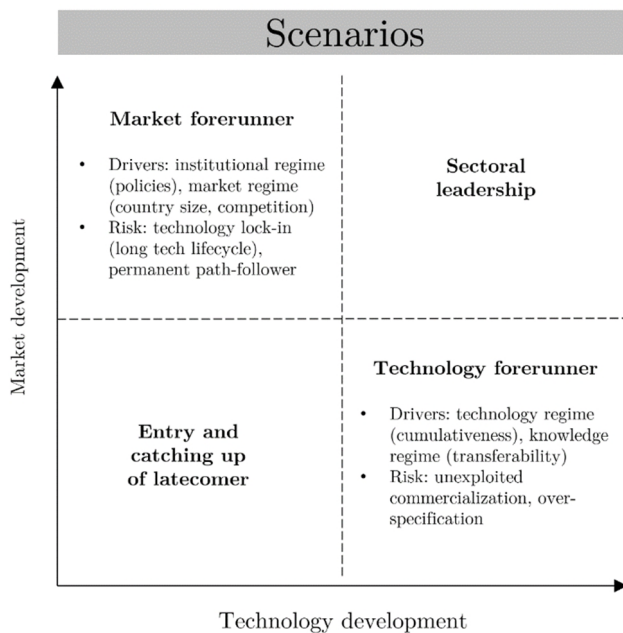 Scenarios
Market forerunner
• Drivers: institutional regime
(policies), market regime
(country size, competition)
• Risk: technology lock-in
(long tech lifecycle),
permanent path-follower
Sectoral
leadership
Market development
Entry and
catching up
of latecomer
Technology forerunner
• Drivers: technology regime
(cumulativeness), knowledge
regime (transferability)
• Risk: unexploited
commercialization, over-
specification
Technology development